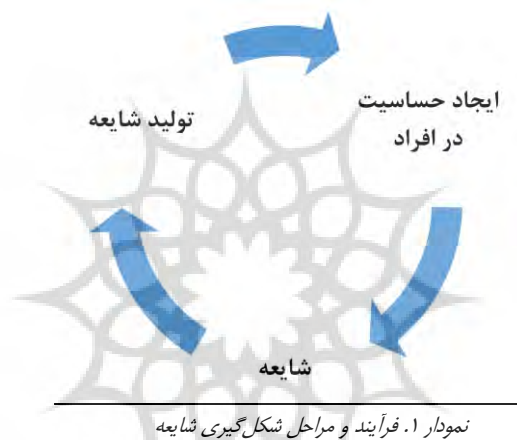 ایجاد حساسیت
در افراد
تولید شایعه
شایعه
نمودار ۱. فرآیند و مراحل شکل‌گیری شایعه